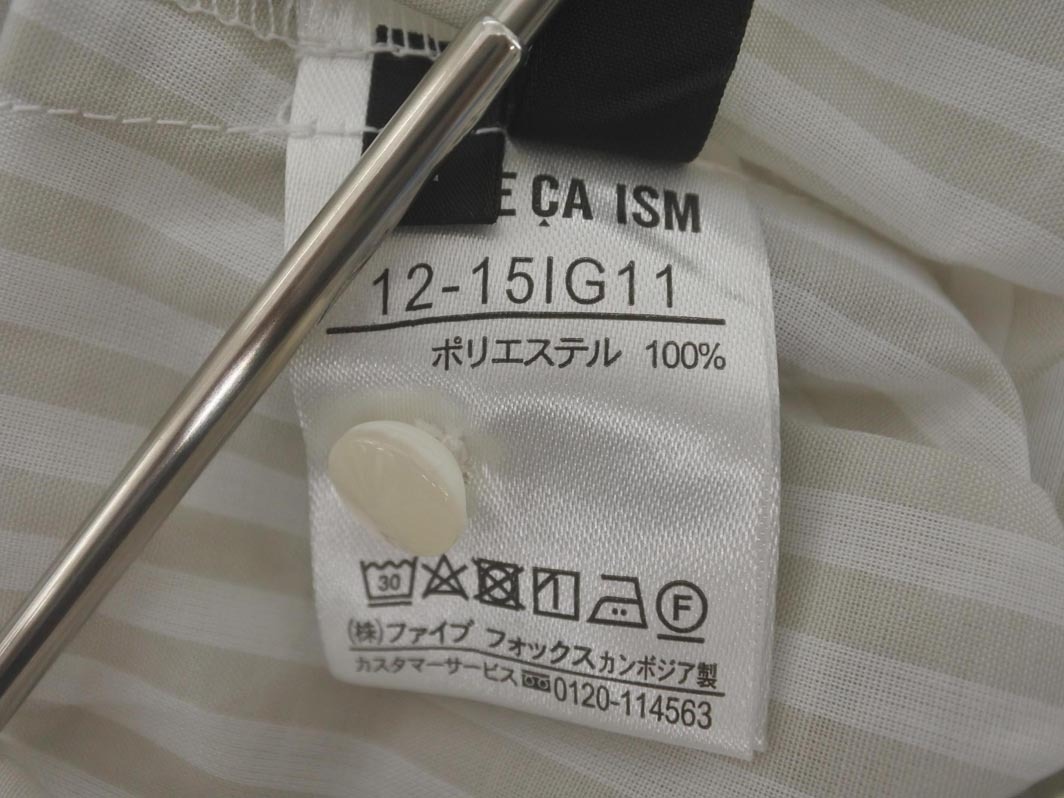 ÇA ISM
12-15IG11
ポリエステル 100%
30
F
(株)ファイブ フォックス カンボジア製
カスタマーサービス 0120-114563